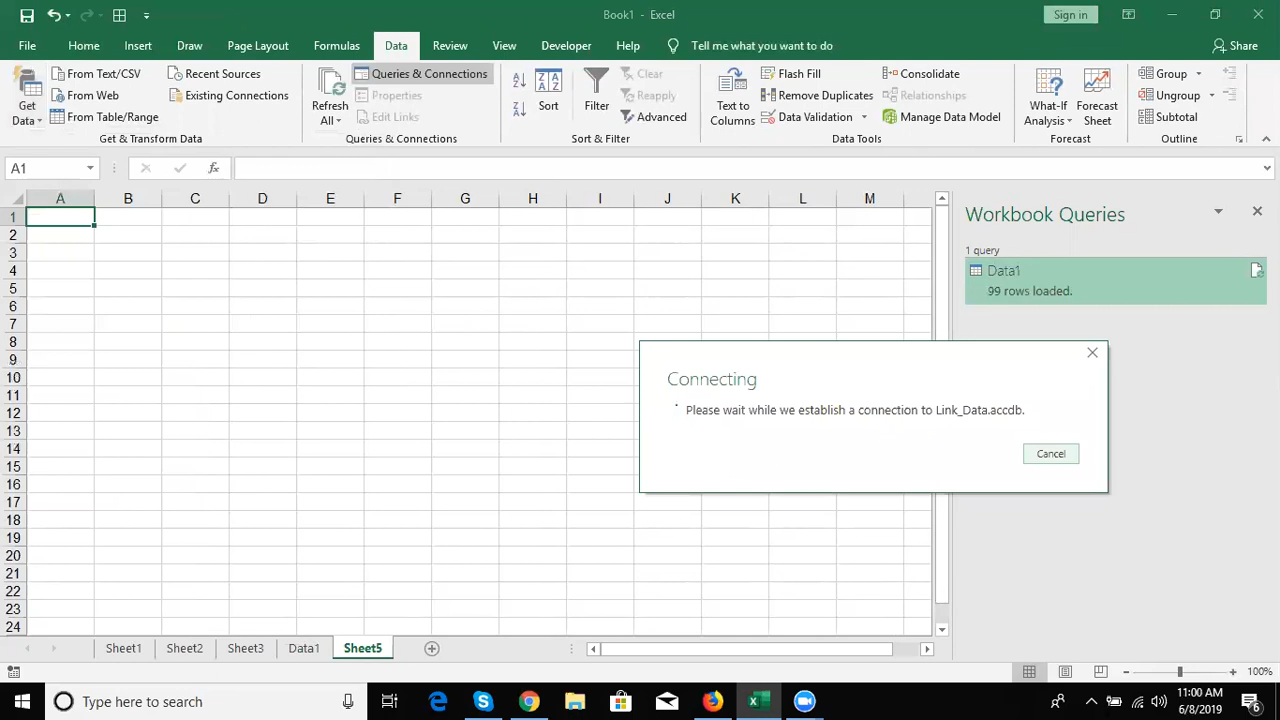 Book1 - Excel
Sign in
File Home Insert Draw Page Layout Formulas Data Review View Developer Help Tell me what you want to do Share
Get Data
From Text/CSV
From Web
From Table/Range
Recent Sources
Existing Connections
Get & Transform Data
Refresh All
Queries & Connections
Properties
Edit Links
Queries & Connections
Sort
Filter
Clear
Reapply
Advanced
Sort & Filter
Text to Columns
Flash Fill
Remove Duplicates
Data Validation
Consolidate
Relationships
Manage Data Model
Data Tools
What-If Analysis
Forecast Sheet
Forecast
Group
Ungroup
Subtotal
Outline
A1
fx
A B C D E F G H I J K L M
1
2
3
4
5
6
7
8
9
10
11
12
13
14
15
16
17
18
19
20
21
22
23
24
Workbook Queries
1 query
Data1
99 rows loaded.
Connecting
Please wait while we establish a connection to Link_Data.accdb.
Cancel
Sheet1 Sheet2 Sheet3 Data1 Sheet5
100%
Type here to search
11:00 AM
6/8/2019
6